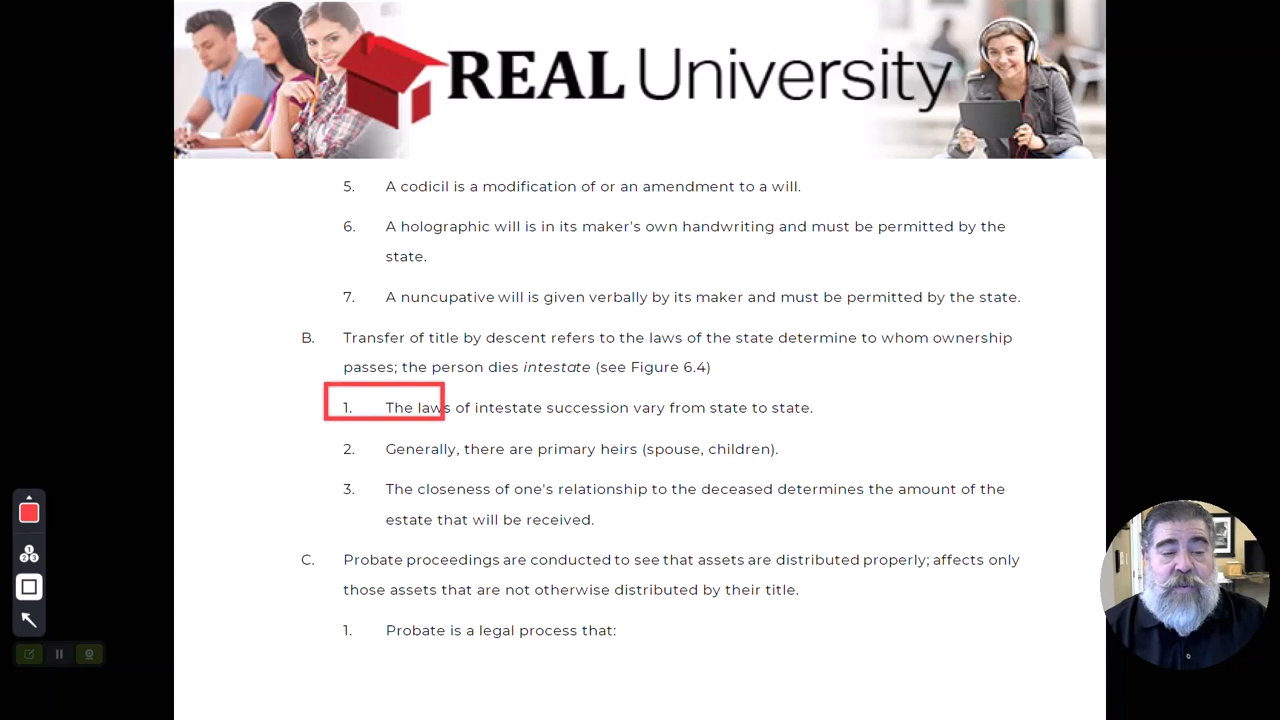 REAL University
5. A codicil is a modification of or an amendment to a will.
6. A holographic will is in its maker's own handwriting and must be permitted by the
state.
7. A nuncupative will is given verbally by its maker and must be permitted by the state.
B. Transfer of title by descent refers to the laws of the state determine to whom ownership
passes; the person dies intestate (see Figure 6.4)
1. The laws of intestate succession vary from state to state.
2. Generally, there are primary heirs (spouse, children).
3. The closeness of one's relationship to the deceased determines the amount of the
estate that will be received.
C. Probate proceedings are conducted to see that assets are distributed properly; affects only
those assets that are not otherwise distributed by their title.
1. Probate is a legal process that: